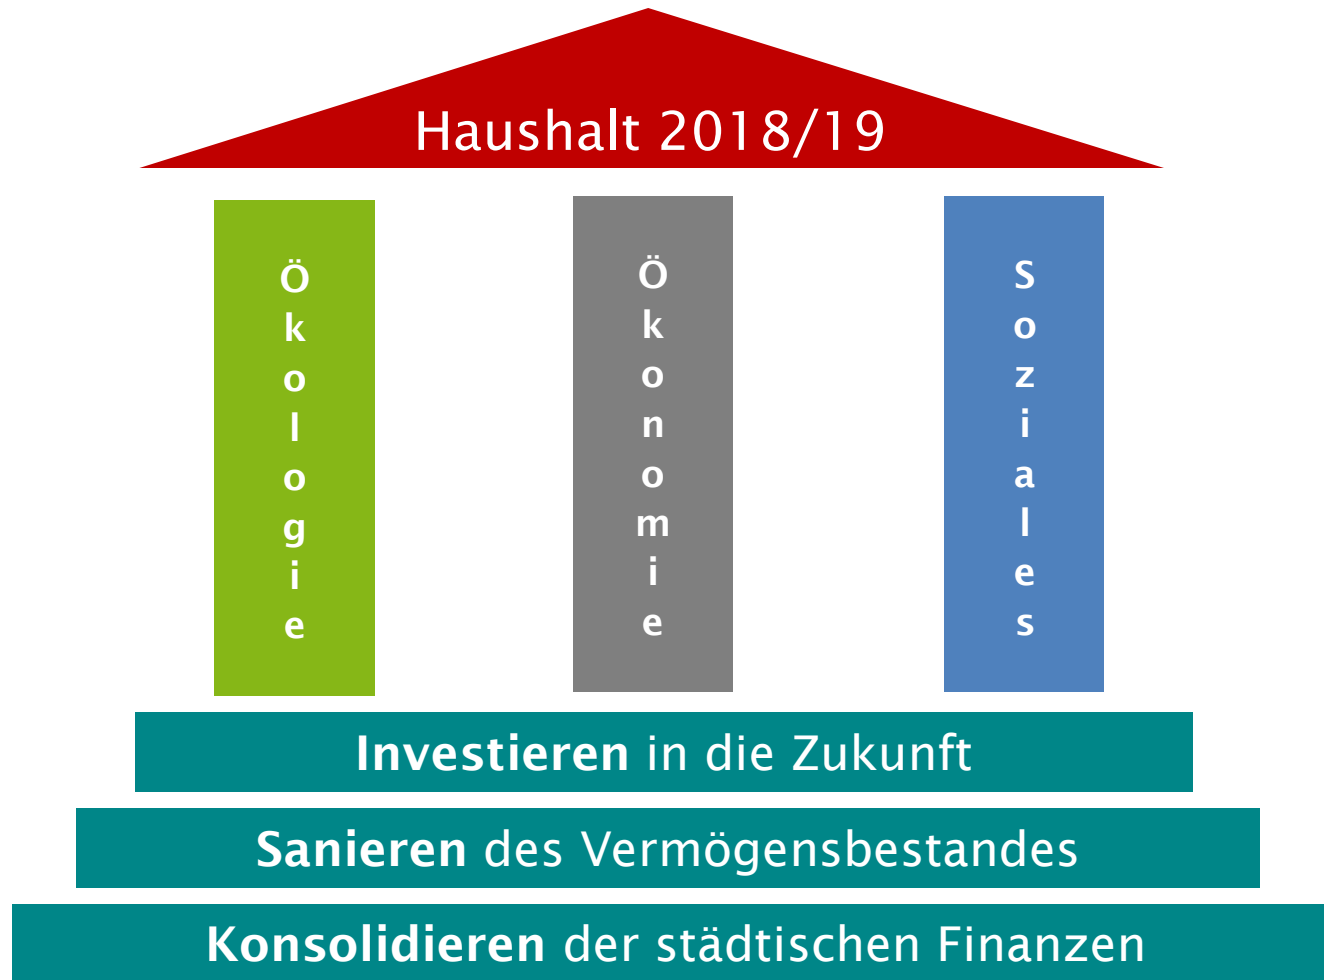 Haushalt 2018/19
Ökologie
Ökonomie
Soziales
Investieren in die Zukunft
Sanieren des Vermögensbestandes
Konsolidieren der städtischen Finanzen